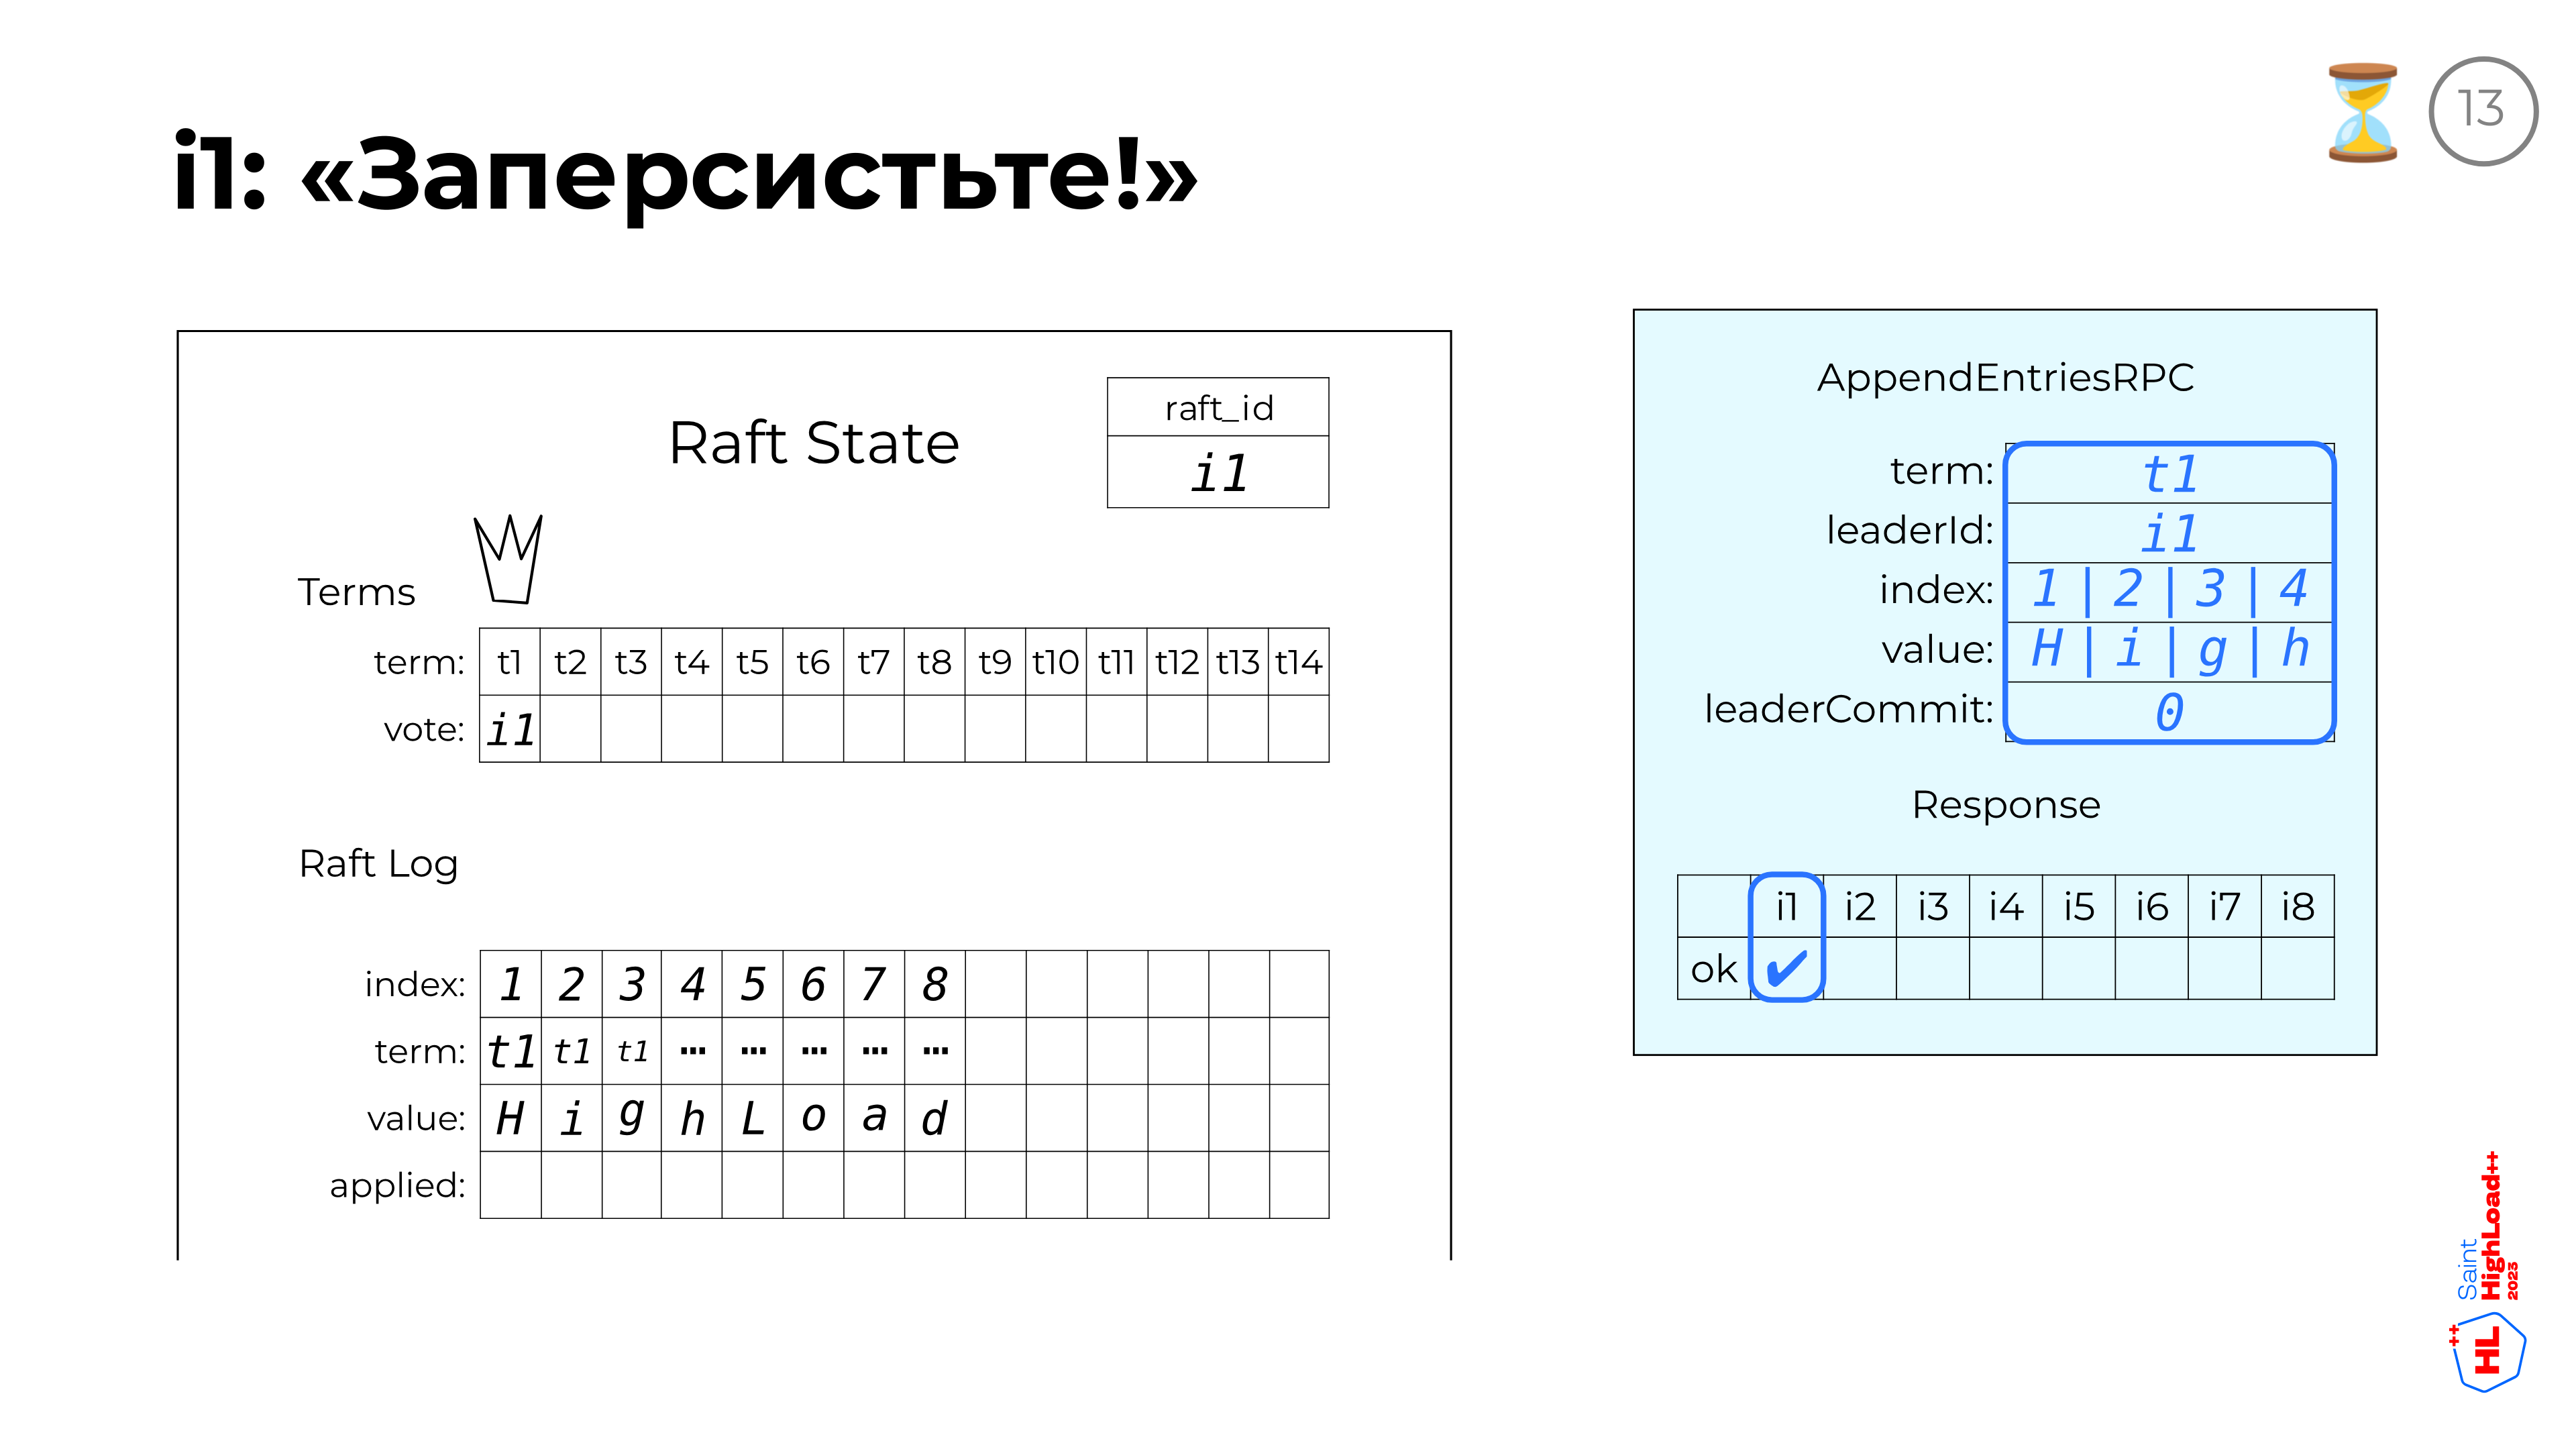 13
i1: «Заперсистьте!»
Raft State
raft_id
i1
Terms
term: t1 t2 t3 t4 t5 t6 t7 t8 t9 t10 t11 t12 t13 t14
vote: i1
Raft Log
index: 1 2 3 4 5 6 7 8
term: t1 t1 t1 … … … … …
value: H i g h L o a d
applied:
AppendEntriesRPC
term: t1
leaderId: i1
index: 1 | 2 | 3 | 4
value: H | i | g | h
leaderCommit: 0
Response
i1 i2 i3 i4 i5 i6 i7 i8
ok ✔
Saint
HighLoad++
2023
HL++